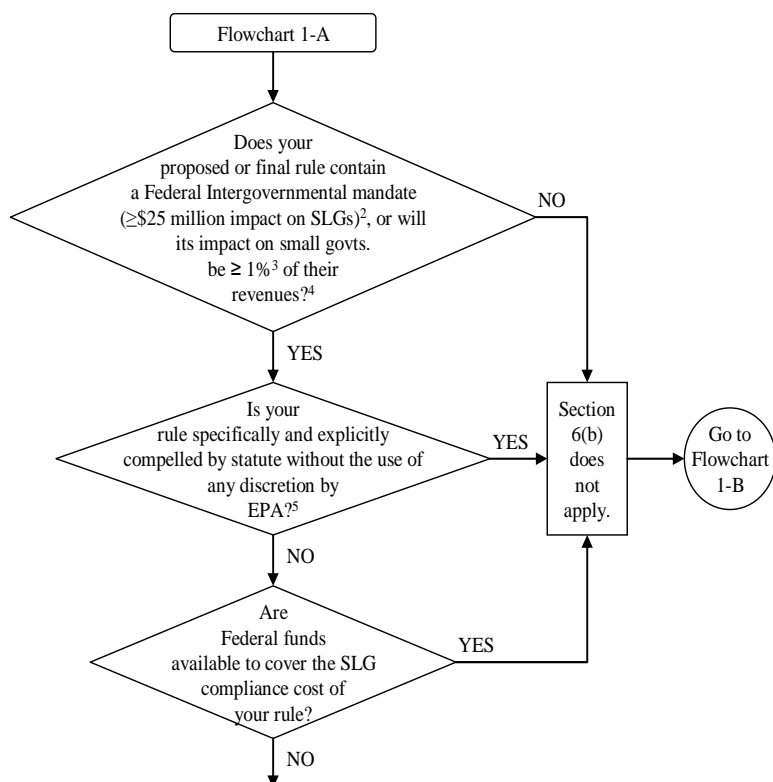 Flowchart 1-A
Does your
proposed or final rule contain
a Federal Intergovernmental mandate
(≥$25 million impact on SLGs)², or will
its impact on small govts.
be ≥ 1%³ of their
revenues?⁴
NO
YES
Is your
rule specifically and explicitly
compelled by statute without the use of
any discretion by
EPA?⁵
YES
Section
6(b)
does
not
apply.
Go to
Flowchart
1-B
NO
Are
Federal funds
available to cover the SLG
compliance cost of
your rule?
YES
NO